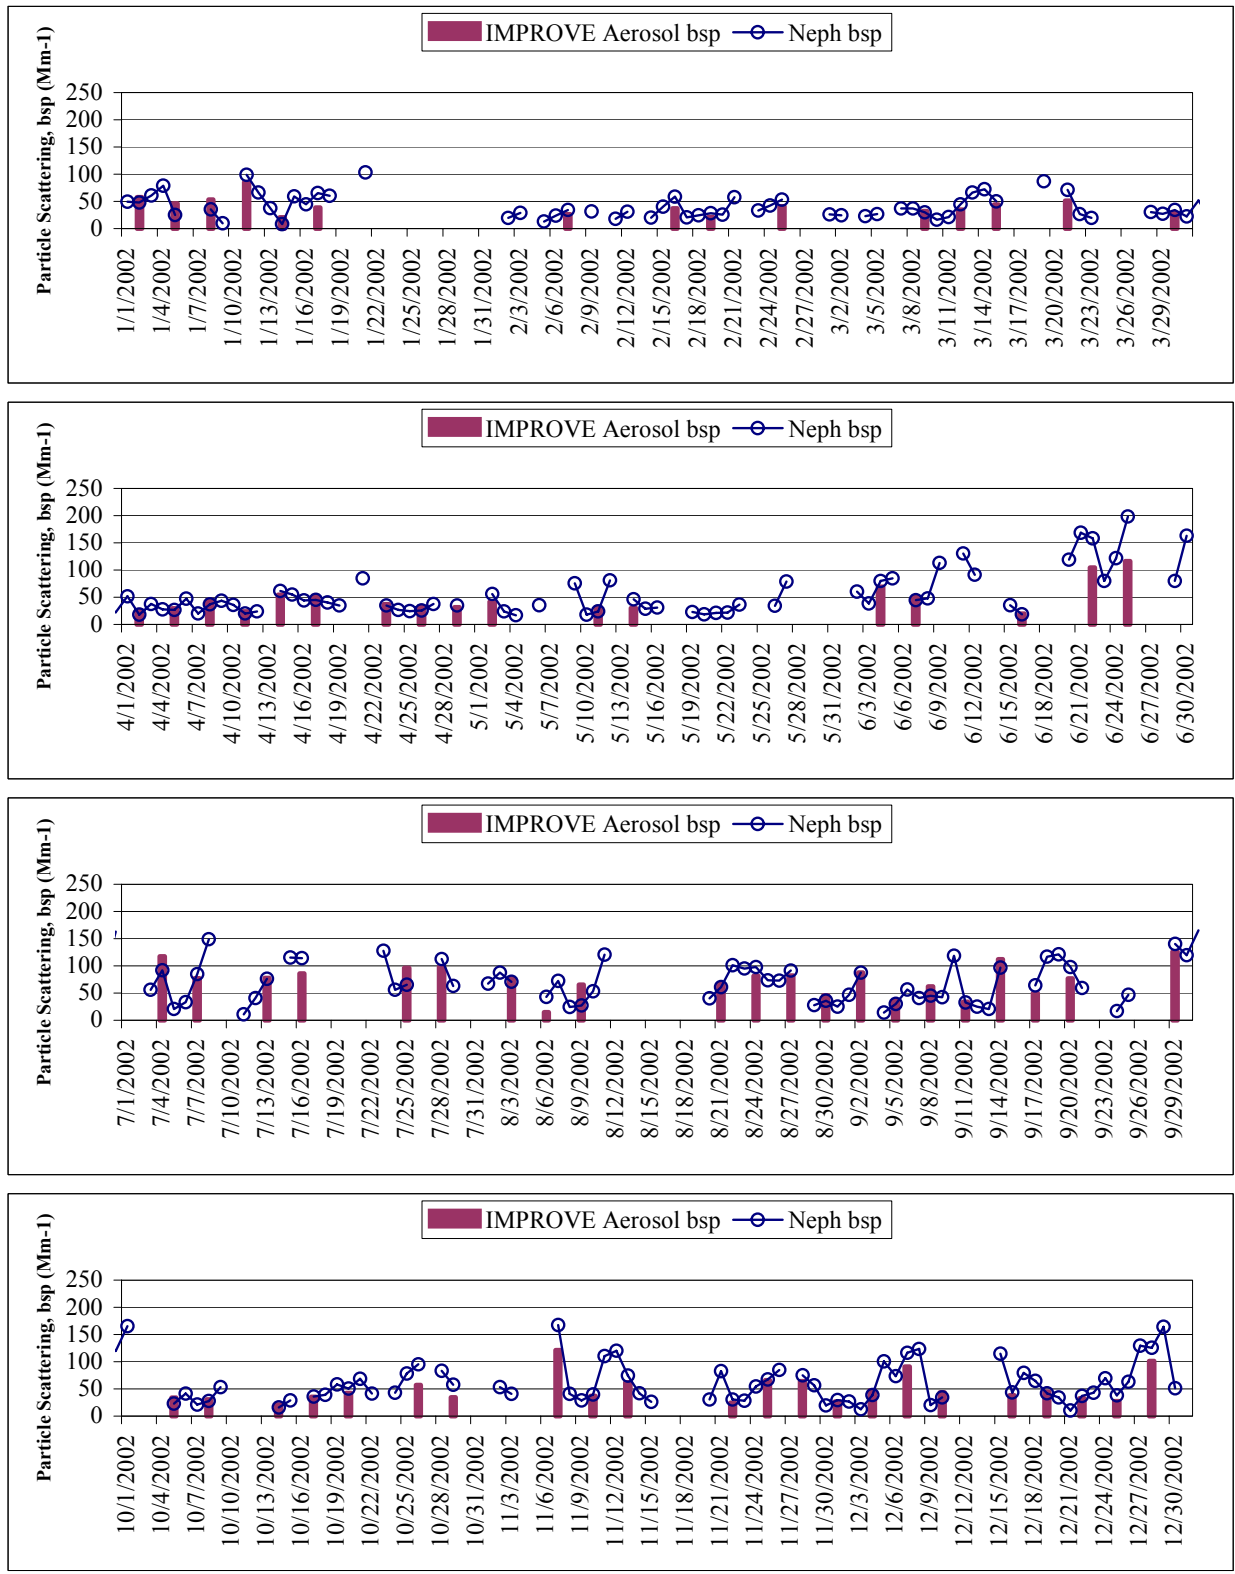 IMPROVE Aerosol bsp Neph bsp
Particle Scattering, bsp (Mm-1)
250
200
150
100
50
0
1/1/2002 1/4/2002 1/7/2002 1/10/2002 1/13/2002 1/16/2002 1/19/2002 1/22/2002 1/25/2002 1/28/2002 1/31/2002 2/3/2002 2/6/2002 2/9/2002 2/12/2002 2/15/2002 2/18/2002 2/21/2002 2/24/2002 2/27/2002 3/2/2002 3/5/2002 3/8/2002 3/11/2002 3/14/2002 3/17/2002 3/20/2002 3/23/2002 3/26/2002 3/29/2002
IMPROVE Aerosol bsp Neph bsp
Particle Scattering, bsp (Mm-1)
250
200
150
100
50
0
4/1/2002 4/4/2002 4/7/2002 4/10/2002 4/13/2002 4/16/2002 4/19/2002 4/22/2002 4/25/2002 4/28/2002 5/1/2002 5/4/2002 5/7/2002 5/10/2002 5/13/2002 5/16/2002 5/19/2002 5/22/2002 5/25/2002 5/28/2002 5/31/2002 6/3/2002 6/6/2002 6/9/2002 6/12/2002 6/15/2002 6/18/2002 6/21/2002 6/24/2002 6/27/2002 6/30/2002
IMPROVE Aerosol bsp Neph bsp
Particle Scattering, bsp (Mm-1)
250
200
150
100
50
0
7/1/2002 7/4/2002 7/7/2002 7/10/2002 7/13/2002 7/16/2002 7/19/2002 7/22/2002 7/25/2002 7/28/2002 7/31/2002 8/3/2002 8/6/2002 8/9/2002 8/12/2002 8/15/2002 8/18/2002 8/21/2002 8/24/2002 8/27/2002 8/30/2002 9/2/2002 9/5/2002 9/8/2002 9/11/2002 9/14/2002 9/17/2002 9/20/2002 9/23/2002 9/26/2002 9/29/2002
IMPROVE Aerosol bsp Neph bsp
Particle Scattering, bsp (Mm-1)
250
200
150
100
50
0
10/1/2002 10/4/2002 10/7/2002 10/10/2002 10/13/2002 10/16/2002 10/19/2002 10/22/2002 10/25/2002 10/28/2002 10/31/2002 11/3/2002 11/6/2002 11/9/2002 11/12/2002 11/15/2002 11/18/2002 11/21/2002 11/24/2002 11/27/2002 11/30/2002 12/3/2002 12/6/2002 12/9/2002 12/12/2002 12/15/2002 12/18/2002 12/21/2002 12/24/2002 12/27/2002 12/30/2002